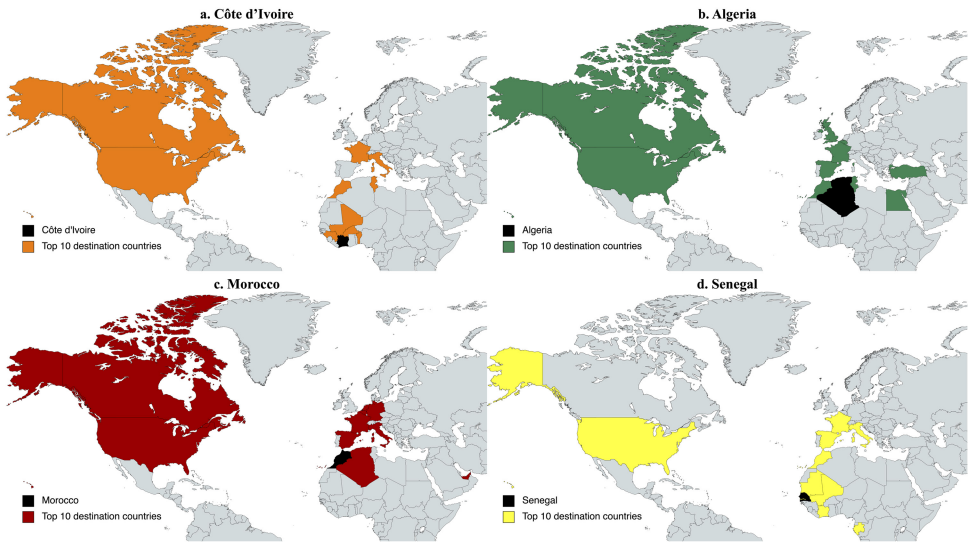 a. Côte d’Ivoire
Côte d'Ivoire
Top 10 destination countries
b. Algeria
Algeria
Top 10 destination countries
c. Morocco
Morocco
Top 10 destination countries
d. Senegal
Senegal
Top 10 destination countries